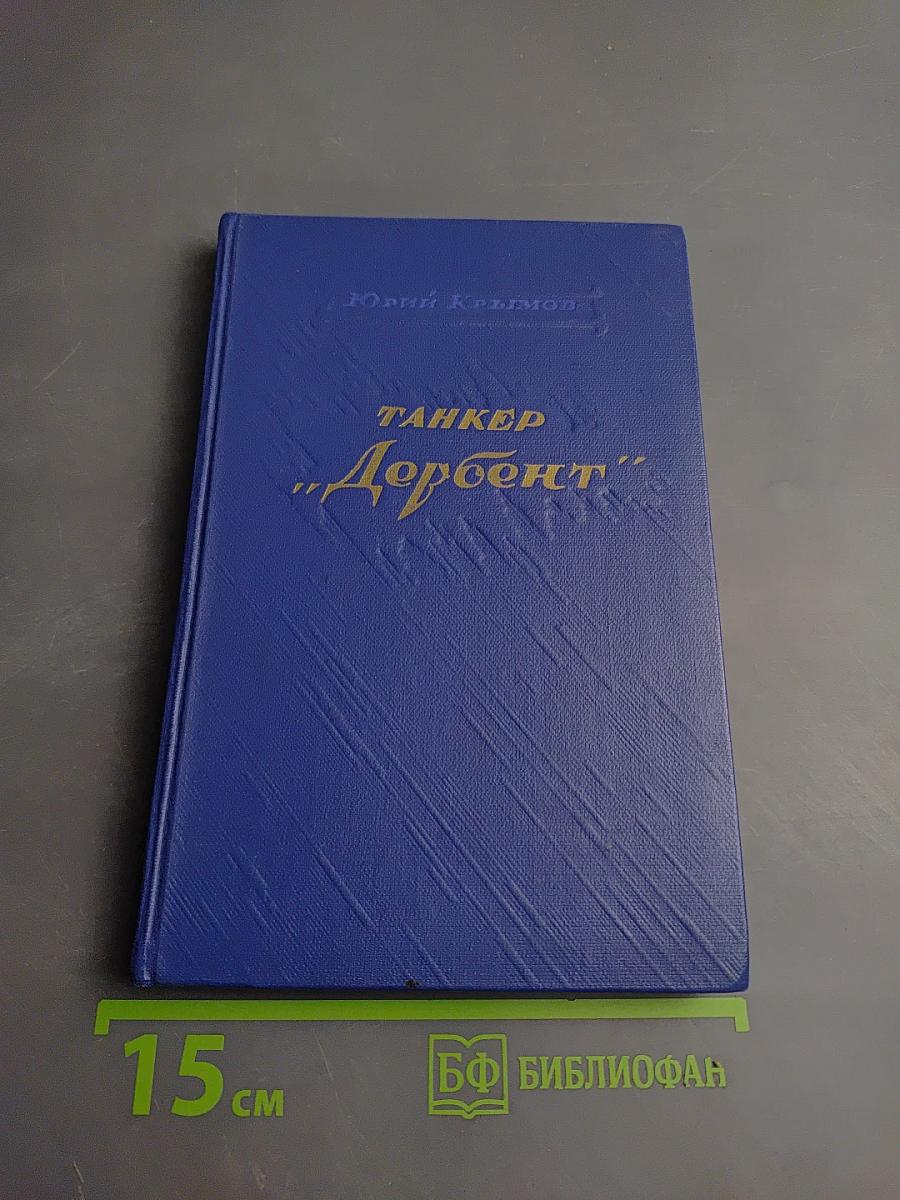 Юрий Крымов
ТАНКЕР
„Дербент"
15 см
БФ БИБЛИОФАН